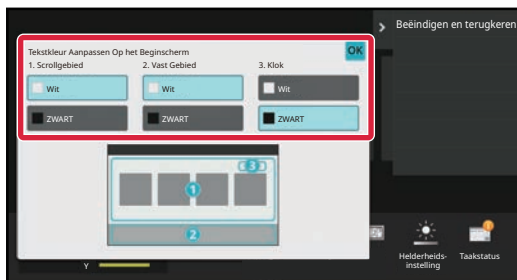 Beëindigen en terugkeren
Tekstkleur Aanpassen Op het Beginscherm
OK
1. Scrollgebied 2. Vast Gebied 3. Klok
Wit Wit Wit
ZWART ZWART ZWART
3
1
2
Helderheids-
instelling
Taakstatus
Y